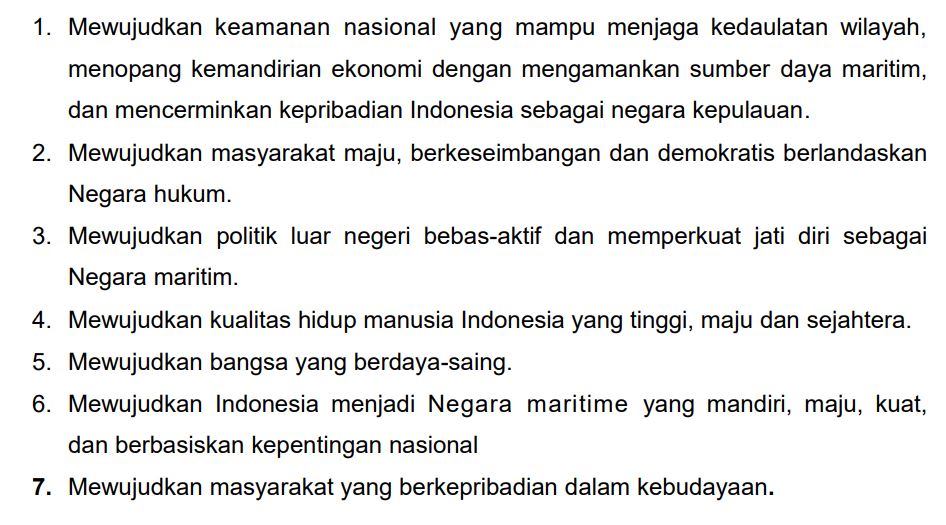 1. Mewujudkan keamanan nasional yang mampu menjaga kedaulatan wilayah,
menopang kemandirian ekonomi dengan mengamankan sumber daya maritim,
dan mencerminkan kepribadian Indonesia sebagai negara kepulauan.
2. Mewujudkan masyarakat maju, berkeseimbangan dan demokratis berlandaskan
Negara hukum.
3. Mewujudkan politik luar negeri bebas-aktif dan memperkuat jati diri sebagai
Negara maritim.
4. Mewujudkan kualitas hidup manusia Indonesia yang tinggi, maju dan sejahtera.
5. Mewujudkan bangsa yang berdaya-saing.
6. Mewujudkan Indonesia menjadi Negara maritime yang mandiri, maju, kuat,
dan berbasiskan kepentingan nasional
7. Mewujudkan masyarakat yang berkepribadian dalam kebudayaan.